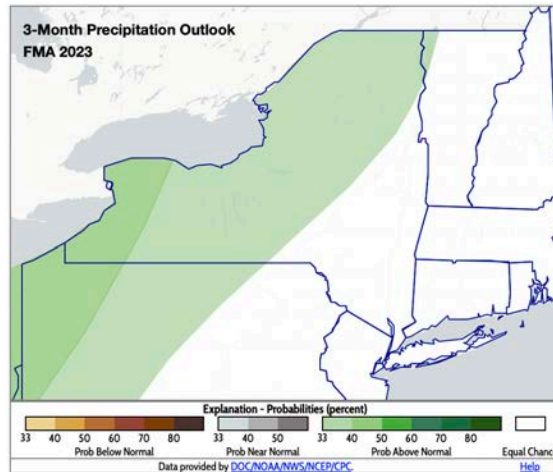 3-Month Precipitation Outlook
FMA 2023
Explanation - Probabilities (percent)
33 40 50 60 70 80 33 40 50 33 40 50 60 70 80
Prob Below Normal Prob Near Normal Prob Above Normal Equal Chanc
Data provided by DOC/NOAA/NWS/NCEP/CPC. Help